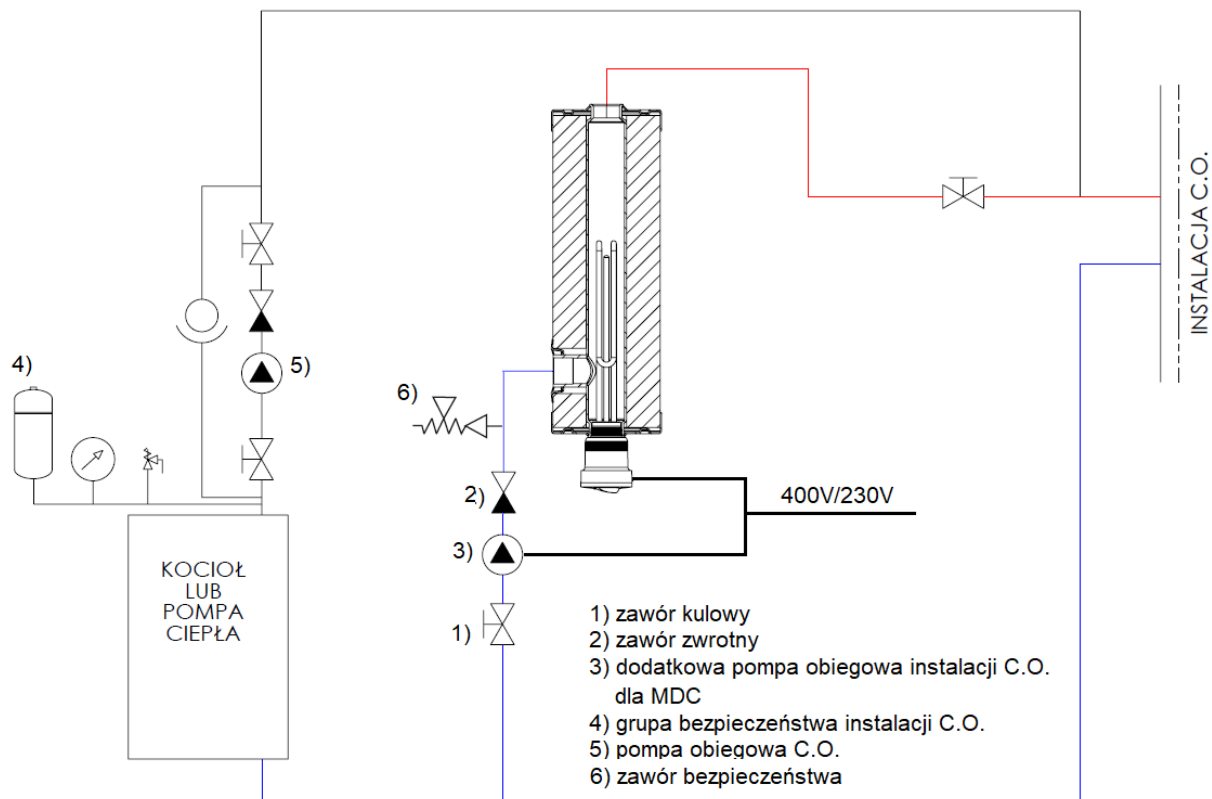 INSTALACJA C.O.
4)
5)
6)
2)
400V/230V
3)
1)
KOCIOŁ
LUB
POMPA
CIEPŁA
1) zawór kulowy
2) zawór zwrotny
3) dodatkowa pompa obiegowa instalacji C.O.
dla MDC
4) grupa bezpieczeństwa instalacji C.O.
5) pompa obiegowa C.O.
6) zawór bezpieczeństwa